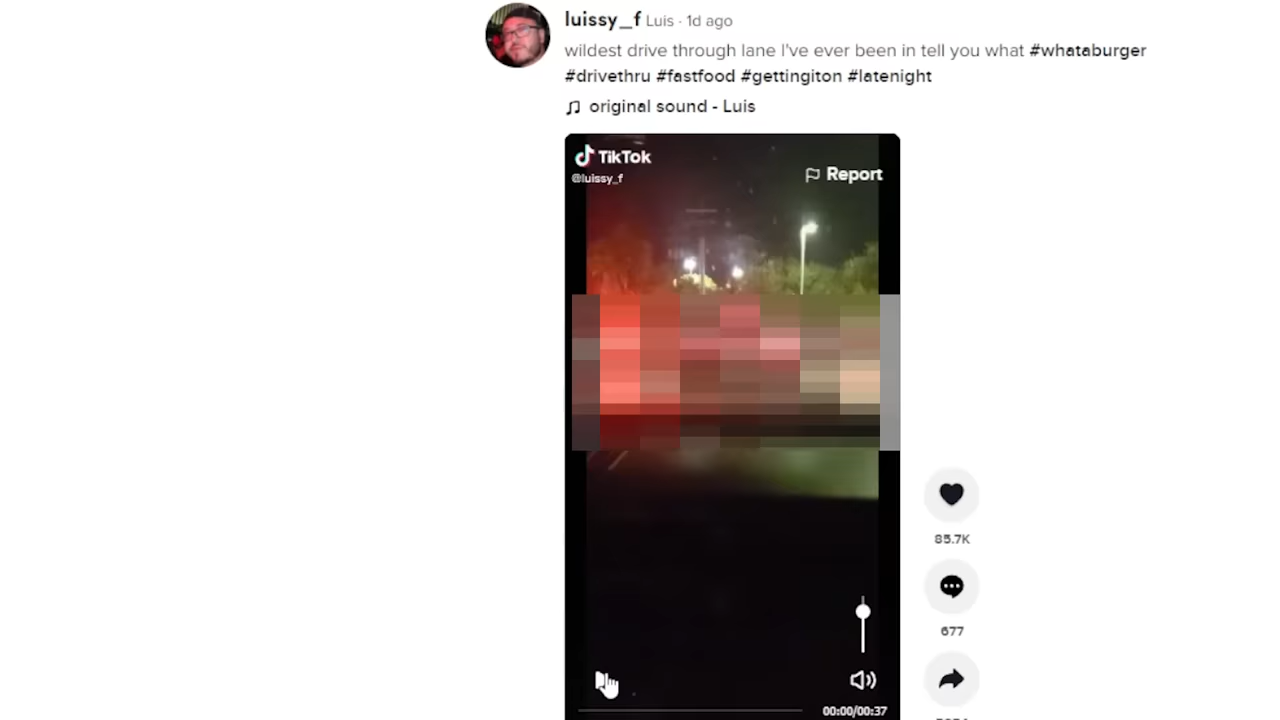 luissy_f Luis · 1d ago
wildest drive through lane I've ever been in tell you what #whataburger
#drivethru #fastfood #gettingiton #latenight
original sound - Luis
TikTok
@luissy_f
Report
85.7K
677
00:00/00:37